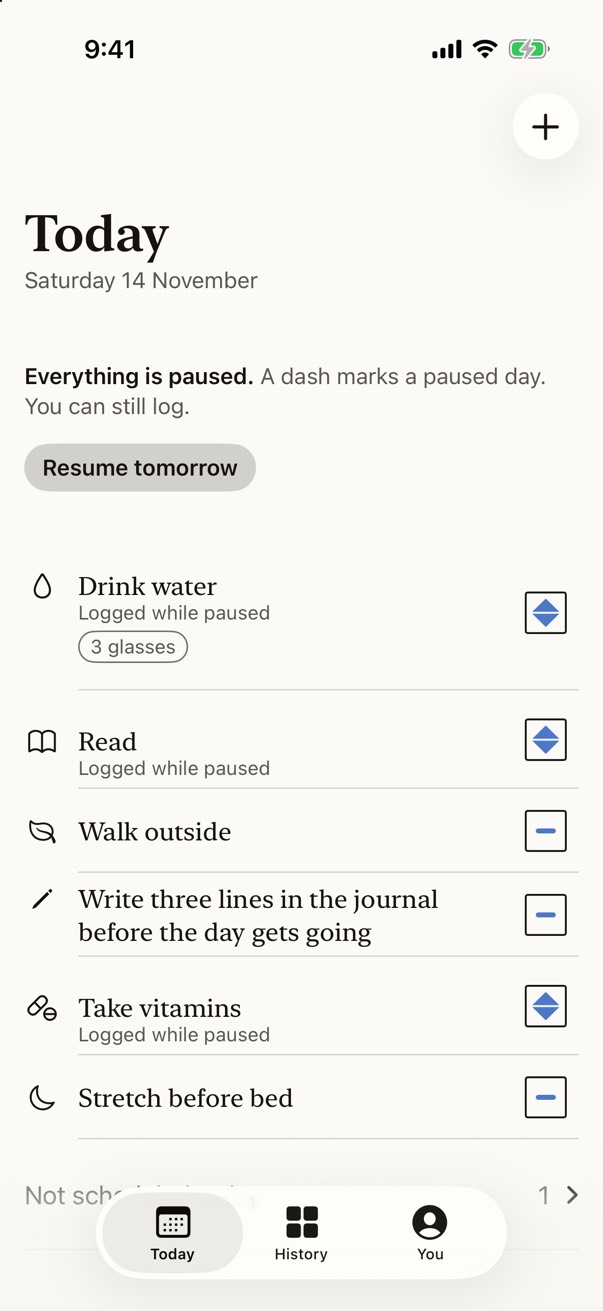 9:41
Today
Saturday 14 November
Everything is paused. A dash marks a paused day.
You can still log.
Resume tomorrow
Drink water
Logged while paused
3 glasses
Read
Logged while paused
Walk outside
Write three lines in the journal
before the day gets going
Take vitamins
Logged while paused
Stretch before bed
Not
1
Today
History
You